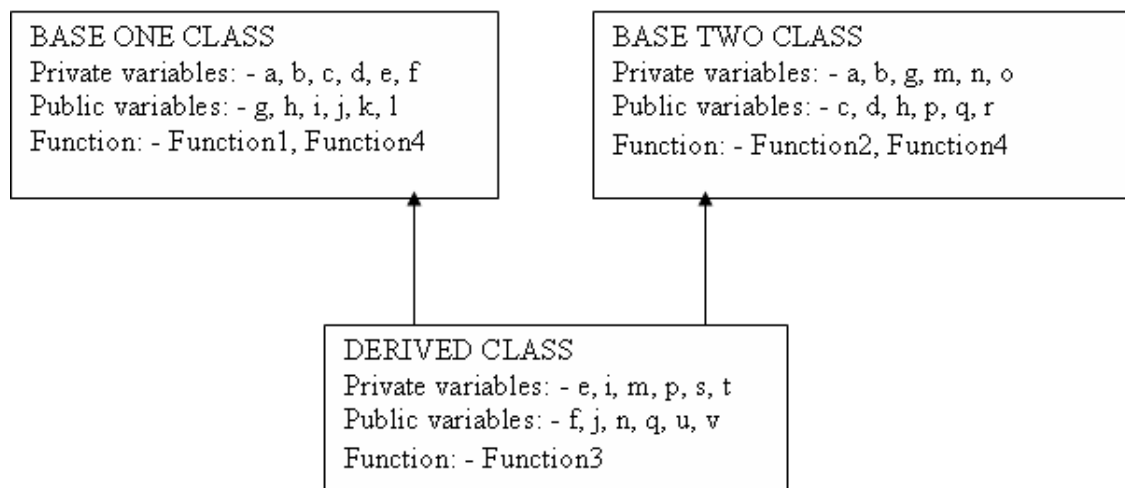 BASE ONE CLASS
Private variables: - a, b, c, d, e, f
Public variables: - g, h, i, j, k, l
Function: - Function1, Function4
BASE TWO CLASS
Private variables: - a, b, g, m, n, o
Public variables: - c, d, h, p, q, r
Function: - Function2, Function4
DERIVED CLASS
Private variables: - e, i, m, p, s, t
Public variables: - f, j, n, q, u, v
Function: - Function3